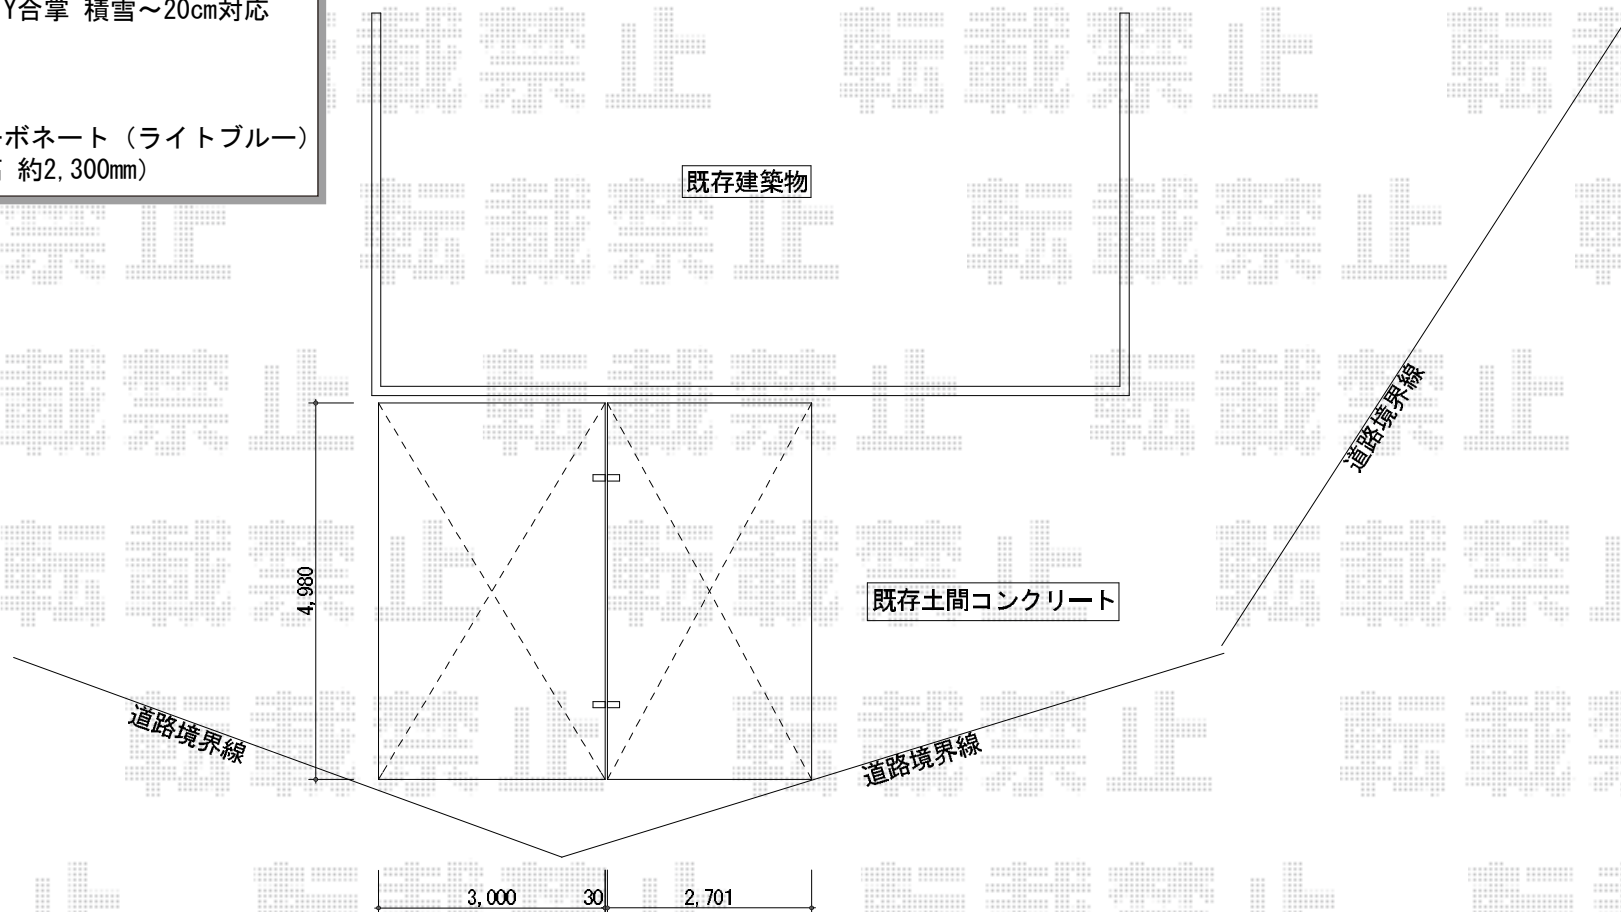 Y合掌 積雪～20cm対応
ーボネート（ライトブルー）
約2,300mm）
既存建築物
道路境界線
4,980
既存土間コンクリート
道路境界線
道路境界線
3,000
30
2,701
転載禁止